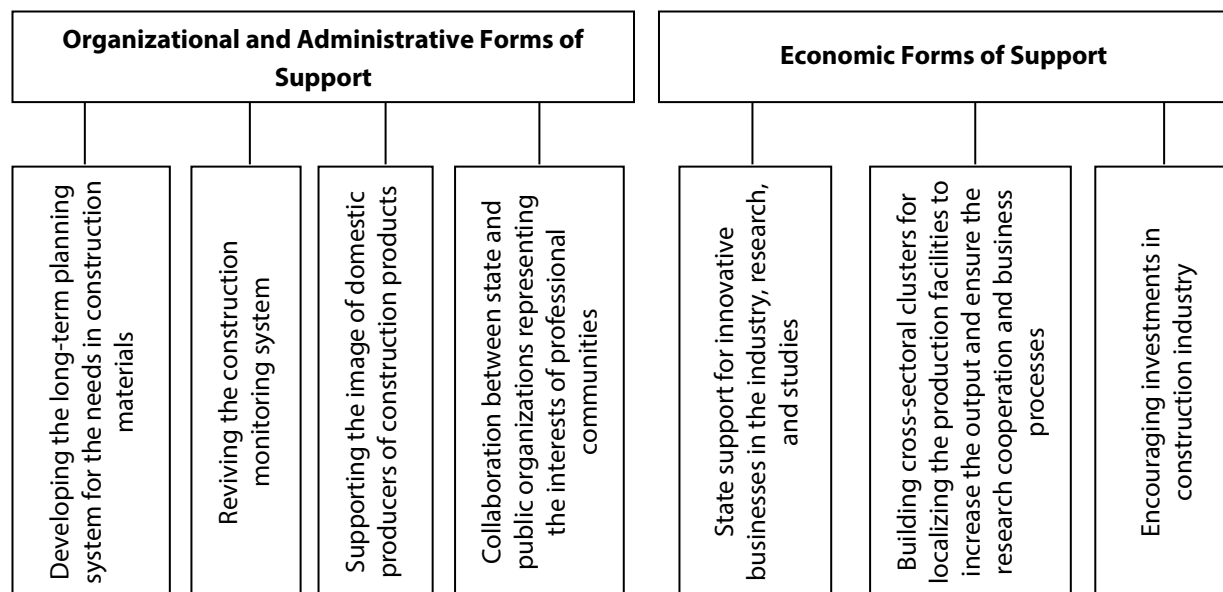 Organizational and Administrative Forms of
Support
Economic Forms of Support
Developing the long-term planning
system for the needs in construction
materials
Reviving the construction
monitoring system
Supporting the image of domestic
producers of construction products
Collaboration between state and
public organizations representing
the interests of professional
communities
State support for innovative
businesses in the industry, research,
and studies
Building cross-sectoral clusters for
localizing the production facilities to
increase the output and ensure the
research cooperation and business
processes
Encouraging investments in
construction industry